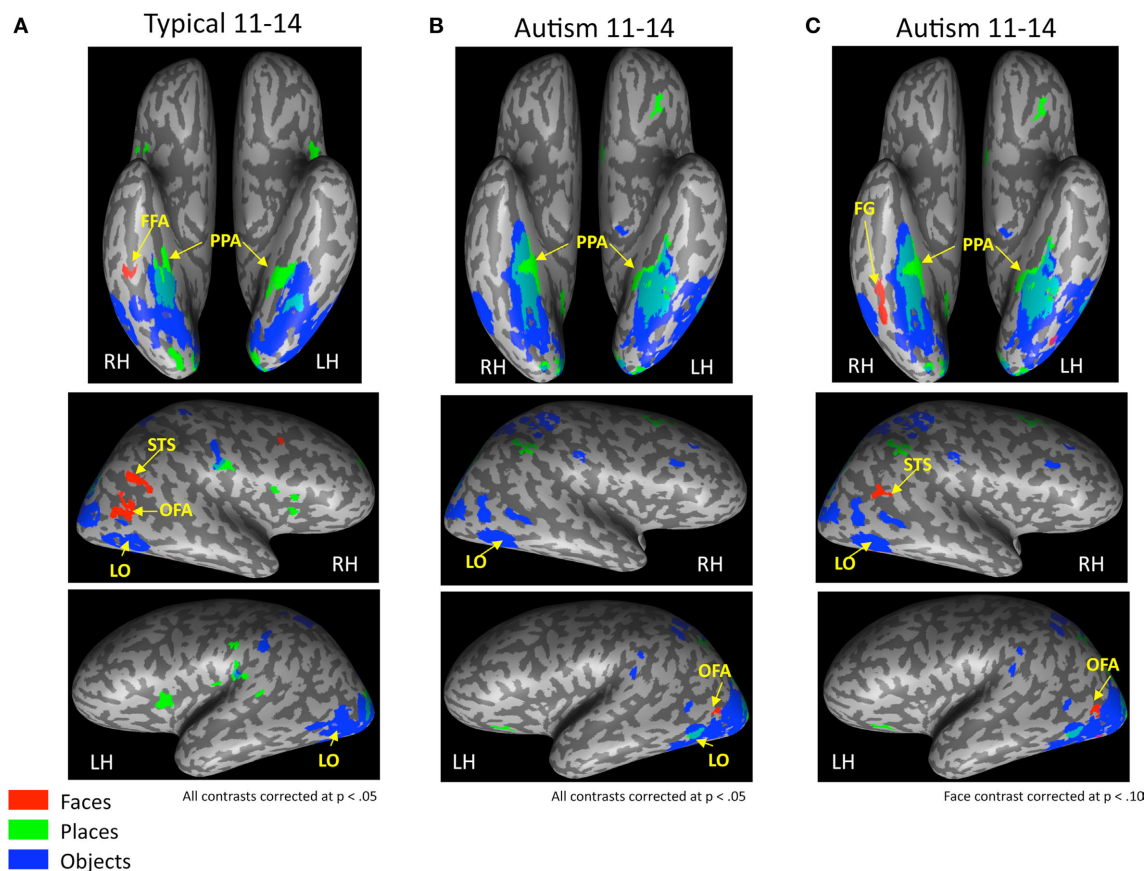 A
Typical 11-14
B
Autism 11-14
C
Autism 11-14
FFA
PPA
RH
LH
PPA
RH
LH
FG
PPA
RH
LH
STS
OFA
LO
RH
LO
RH
STS
LO
RH
LH
LO
OFA
LH
LO
OFA
LH
All contrasts corrected at p < .05
All contrasts corrected at p < .05
Face contrast corrected at p < .10
Faces
Places
Objects